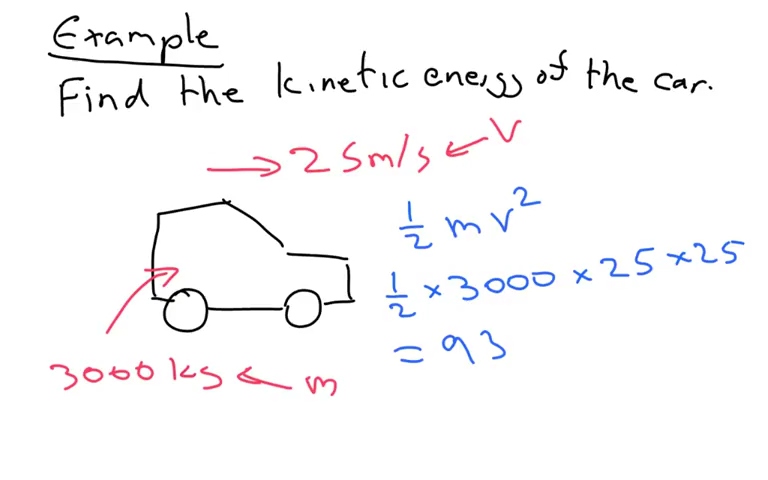 Example
Find the kinetic energy of the car.
→ 25m/s ← V
½ m v²
½ × 3000 × 25 × 25
= 93
3000 kg ← m